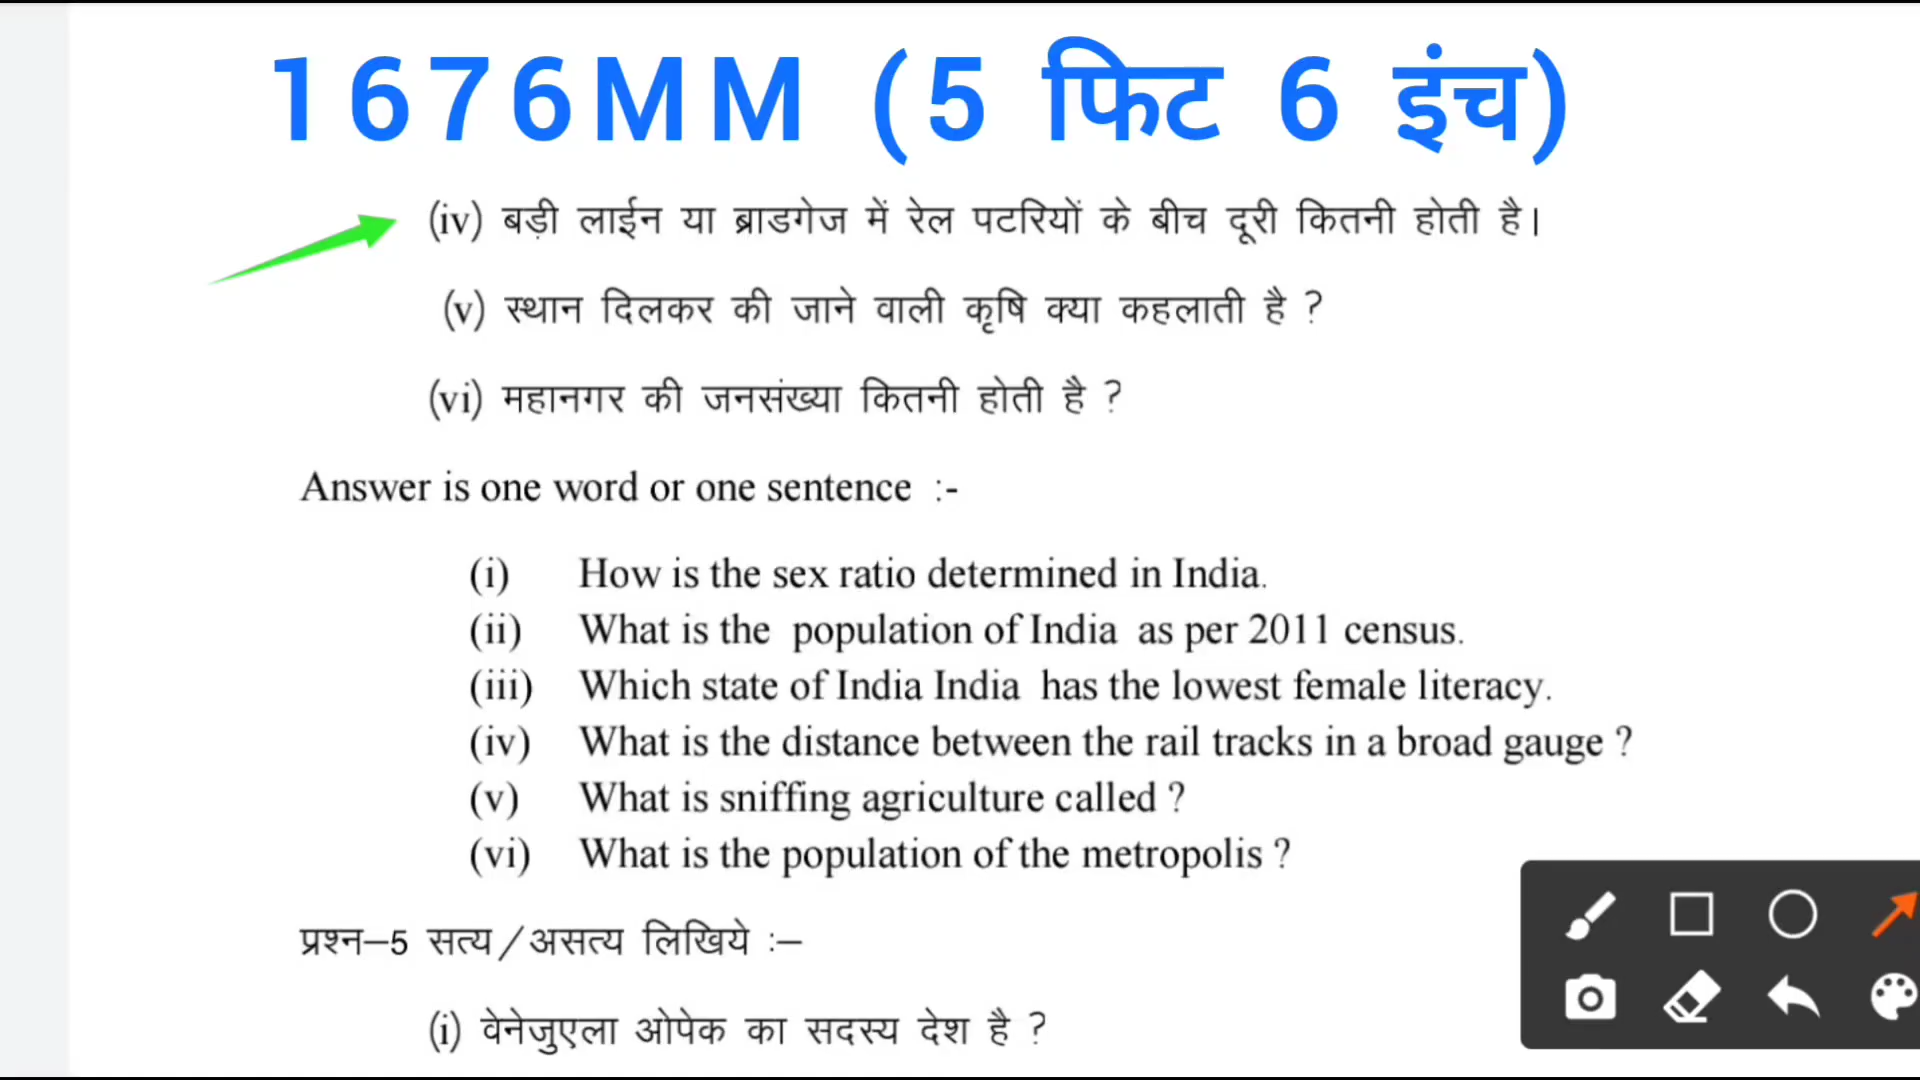 1676MM (5 फिट 6 इंच)
(iv) बड़ी लाईन या ब्राडगेज में रेल पटरियों के बीच दूरी कितनी होती है।
(v) स्थान दिलकर की जाने वाली कृषि क्या कहलाती है ?
(vi) महानगर की जनसंख्या कितनी होती है ?
Answer is one word or one sentence :-
(i) How is the sex ratio determined in India.
(ii) What is the population of India as per 2011 census.
(iii) Which state of India India has the lowest female literacy.
(iv) What is the distance between the rail tracks in a broad gauge ?
(v) What is sniffing agriculture called ?
(vi) What is the population of the metropolis ?
प्रश्न–5 सत्य/असत्य लिखिये :–
(i) वेनेजुएला ओपेक का सदस्य देश है ?